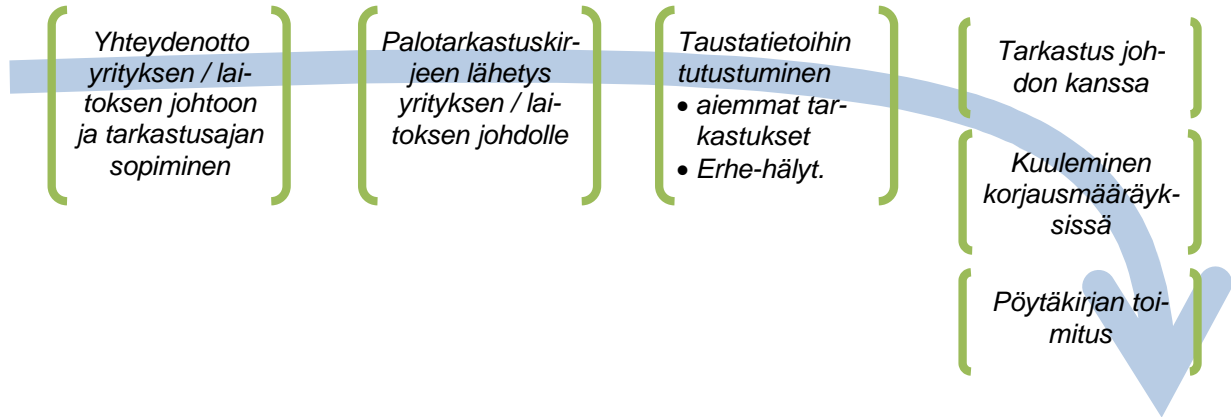 Yhteydenotto
yrityksen / lai-
toksen johtoon
ja tarkastusajan
sopiminen
Palotarkastuskir-
jeen lähetys
yrityksen / lai-
toksen johdolle
Taustatietoihin
tutustuminen
• aiemmat tar-
kastukset
• Erhe-hälyt.
Tarkastus joh-
don kanssa
Kuuleminen
korjausmääräyk-
sissä
Pöytäkirjan toi-
mitus